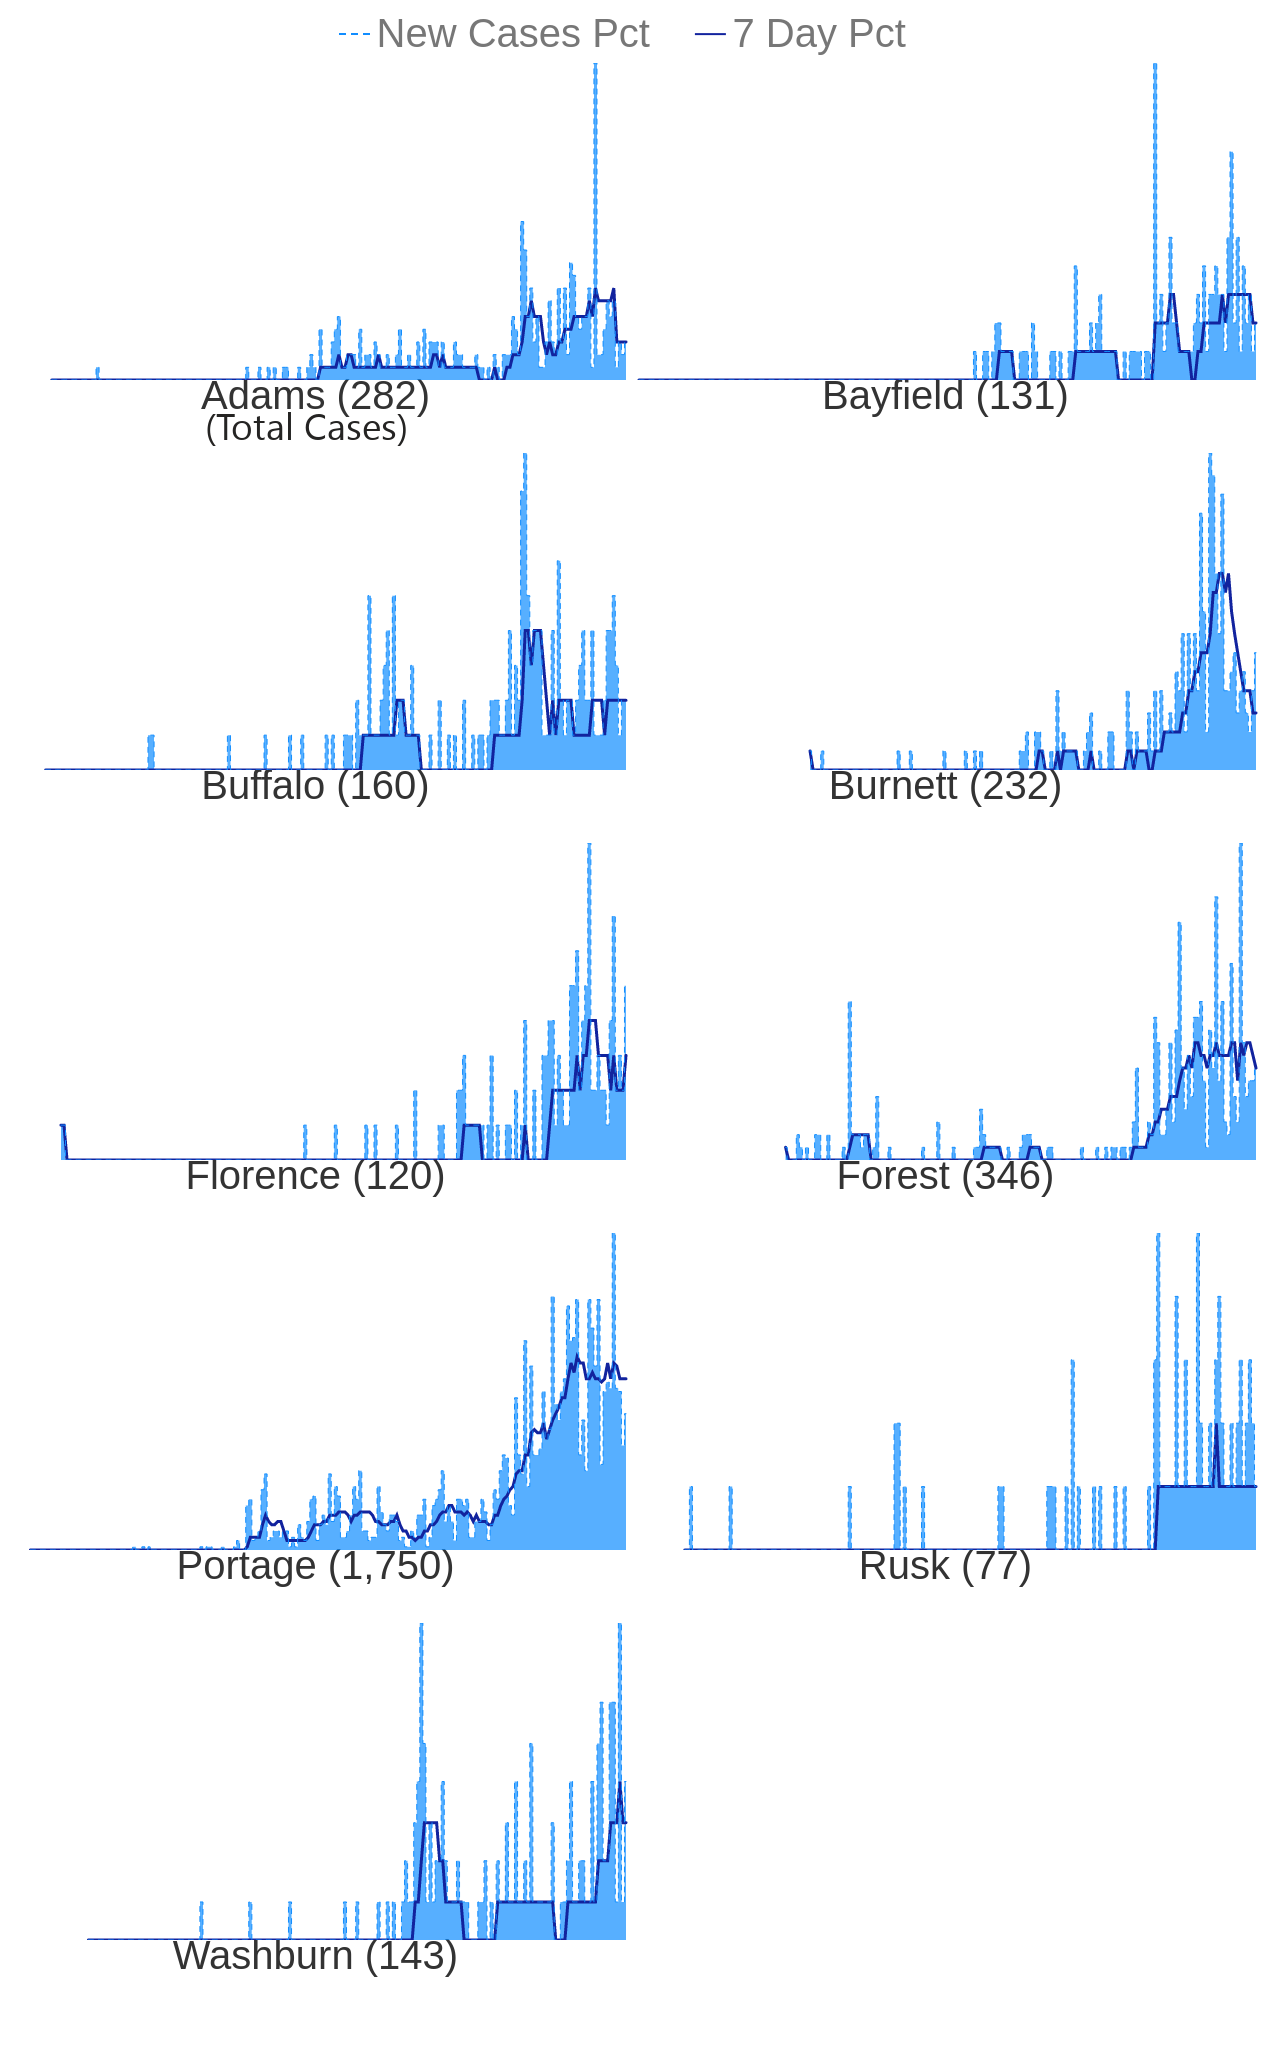 New Cases Pct 7 Day Pct
Adams (282) Bayfield (131)
(Total Cases)
Buffalo (160) Burnett (232)
Florence (120) Forest (346)
Portage (1,750) Rusk (77)
Washburn (143)